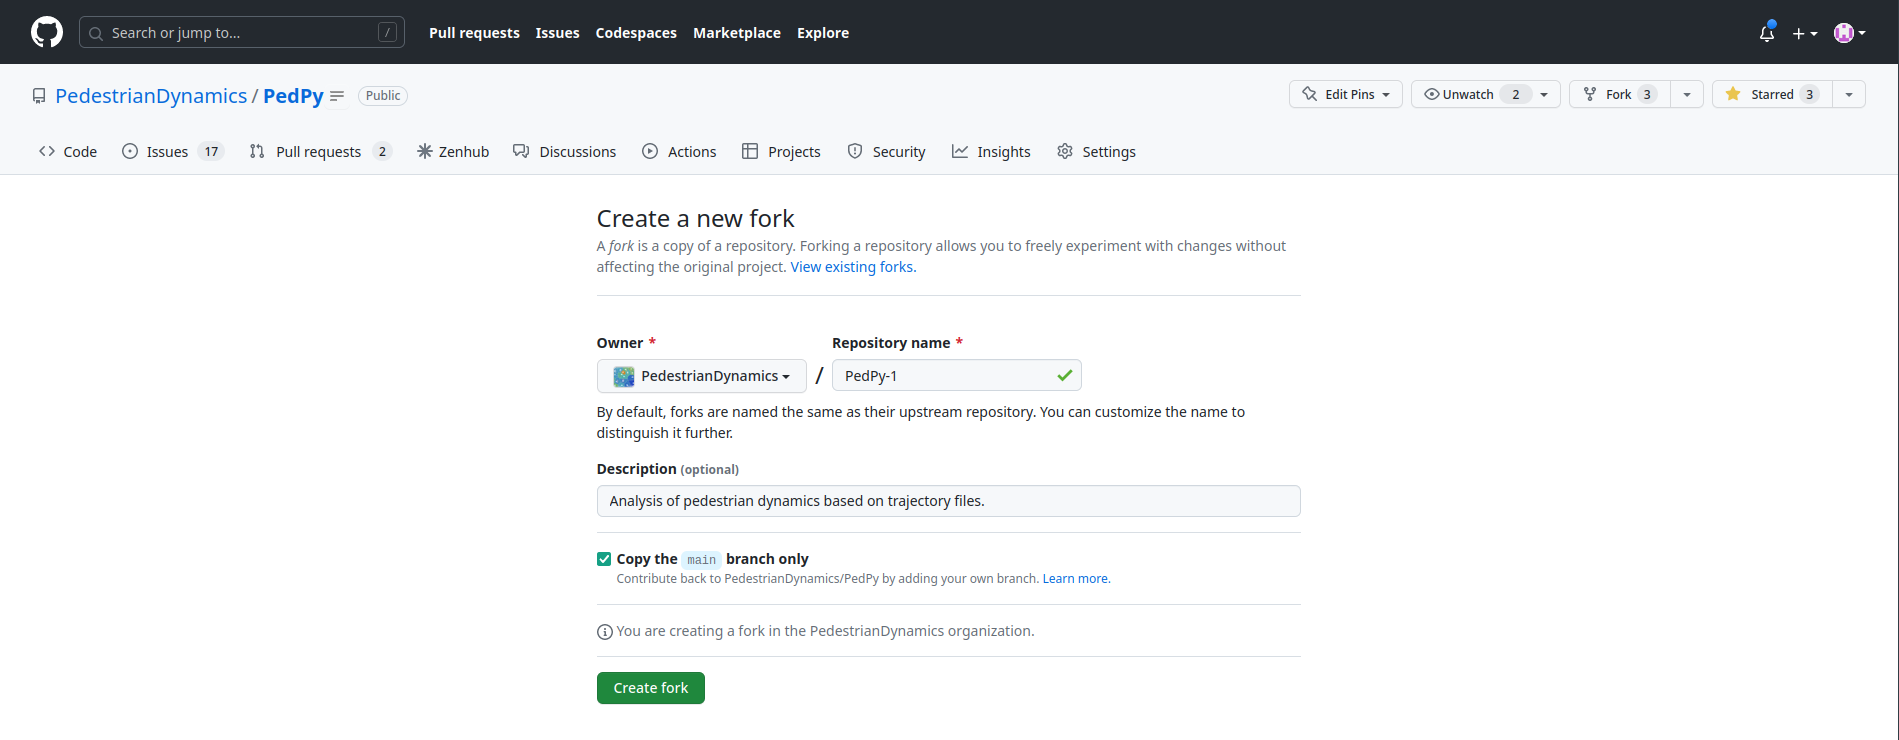 Search or jump to... / Pull requests Issues Codespaces Marketplace Explore
PedestrianDynamics / PedPy Public Edit Pins Unwatch 2 Fork 3 Starred 3
Code Issues 17 Pull requests 2 Zenhub Discussions Actions Projects Security Insights Settings
Create a new fork
A fork is a copy of a repository. Forking a repository allows you to freely experiment with changes without
affecting the original project. View existing forks.
Owner * Repository name *
PedestrianDynamics / PedPy-1
By default, forks are named the same as their upstream repository. You can customize the name to
distinguish it further.
Description (optional)
Analysis of pedestrian dynamics based on trajectory files.
Copy the main branch only
Contribute back to PedestrianDynamics/PedPy by adding your own branch. Learn more.
You are creating a fork in the PedestrianDynamics organization.
Create fork